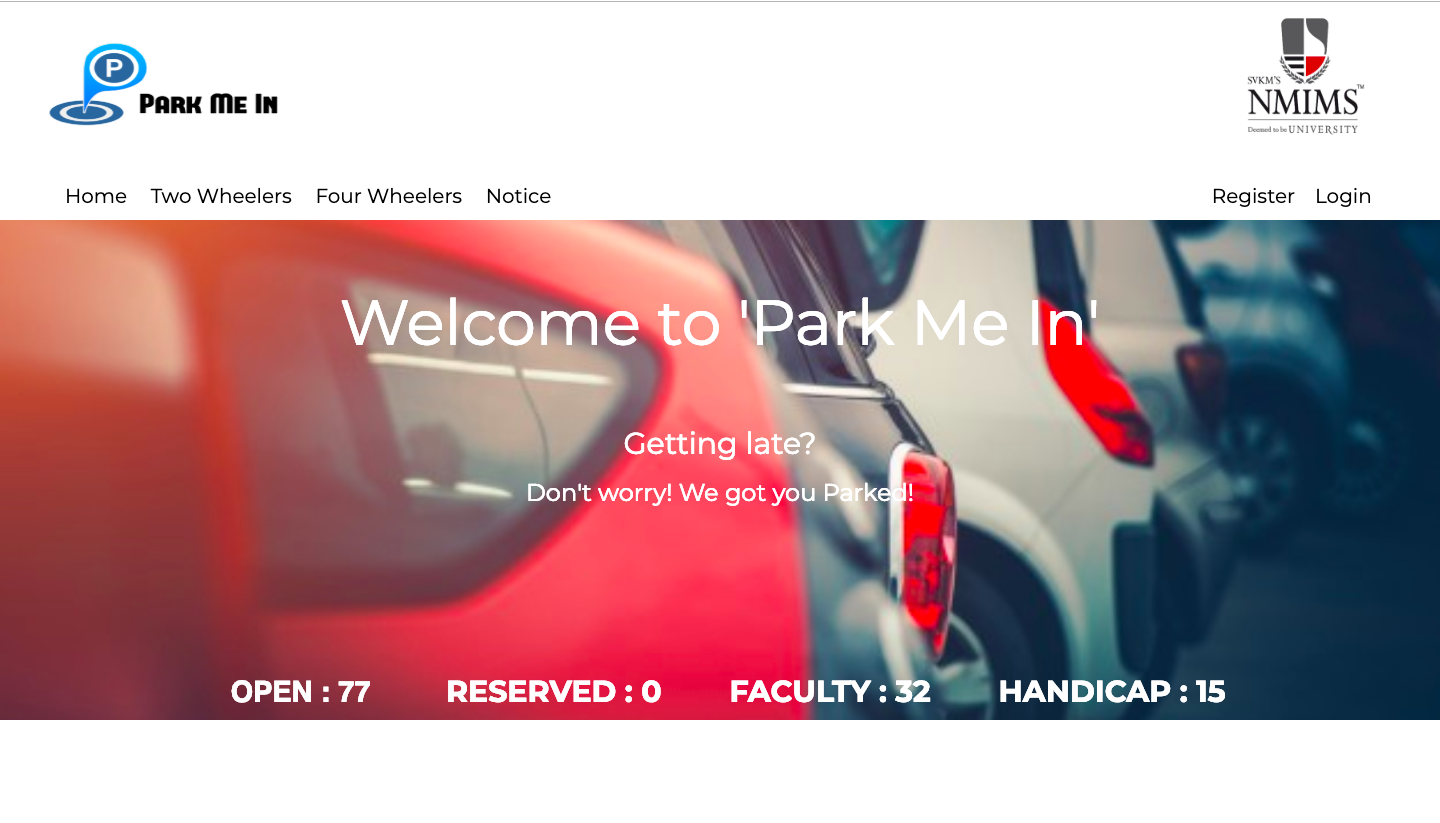 P
Park Me In
SVKM'S
NMIMS™
Deemed to be UNIVERSITY
Home Two Wheelers Four Wheelers Notice
Register Login
Welcome to 'Park Me In'
Getting late?
Don't worry! We got you Parked!
OPEN : 77 RESERVED : 0 FACULTY : 32 HANDICAP : 15